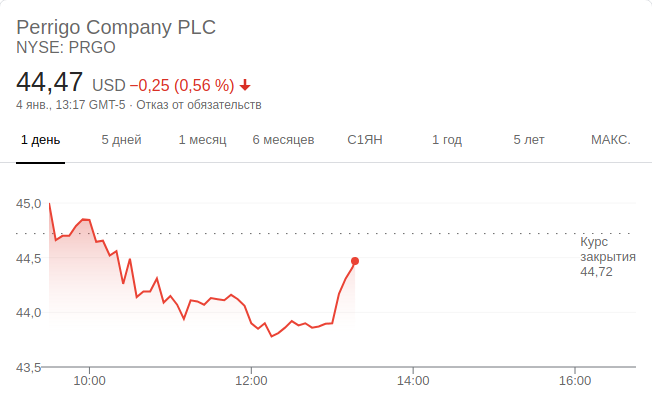 Perrigo Company PLC
NYSE: PRGO
44,47 USD −0,25 (0,56 %)
4 янв., 13:17 GMT-5 · Отказ от обязательств
1 день 5 дней 1 месяц 6 месяцев С1ЯН 1 год 5 лет МАКС.
45,0
44,5
44,0
43,5
Курс
закрытия
44,72
10:00 12:00 14:00 16:00